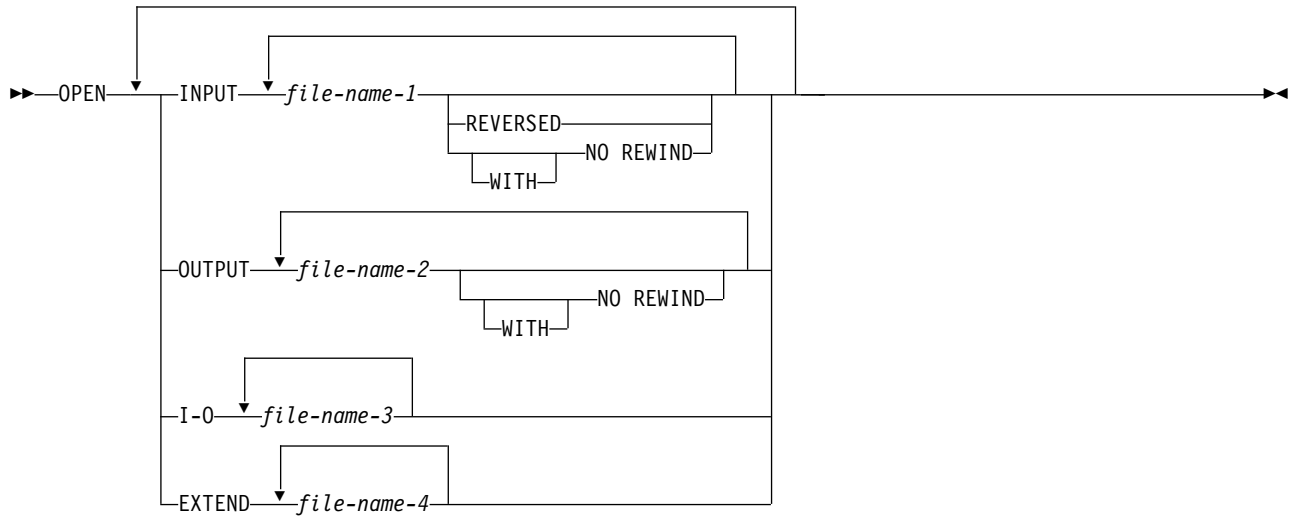 OPEN INPUT file-name-1
REVERSED
NO REWIND
WITH
OUTPUT file-name-2
NO REWIND
WITH
I-O file-name-3
EXTEND file-name-4